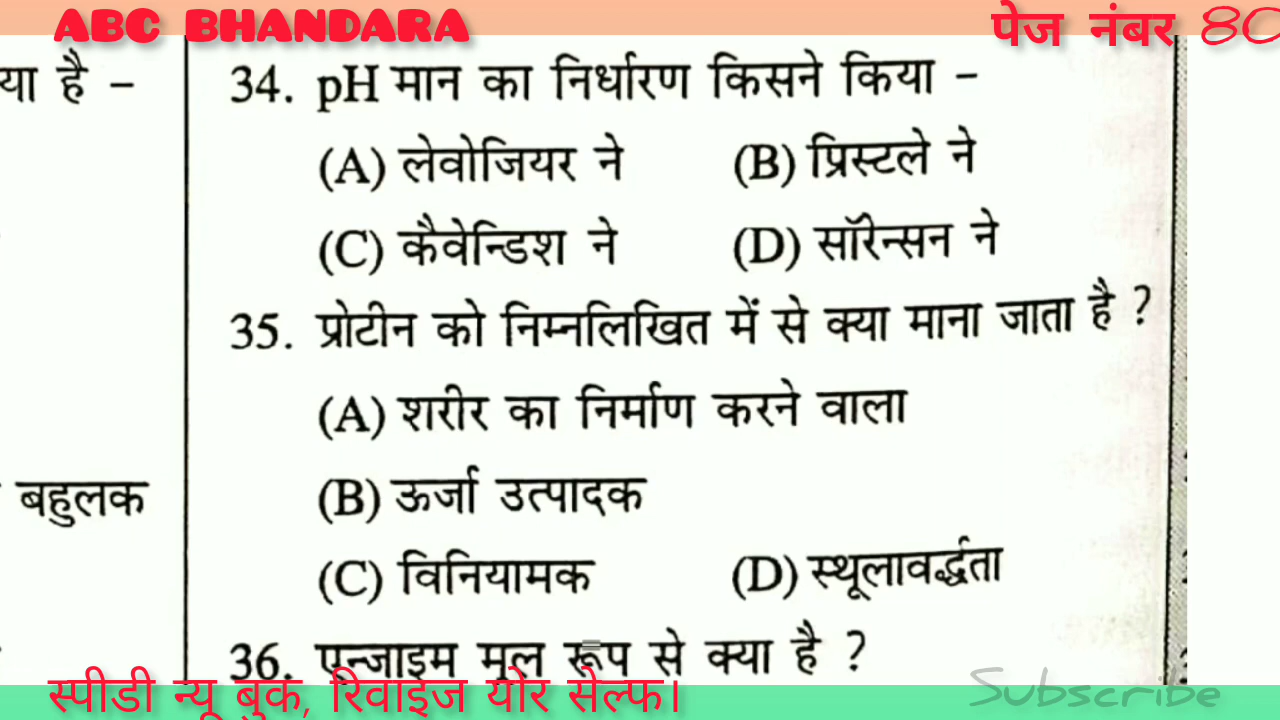 ABC BHANDARA
पेज नंबर 80
या है –
34. pH मान का निर्धारण किसने किया –
(A) लेवोजियर ने (B) प्रिस्टले ने
(C) कैवेन्डिश ने (D) सॉरेन्सन ने
35. प्रोटीन को निम्नलिखित में से क्या माना जाता है ?
(A) शरीर का निर्माण करने वाला
बहुलक
(B) ऊर्जा उत्पादक
(C) विनियामक (D) स्थूलावर्द्धता
36. एन्जाइम मूल रूप से क्या है ?
स्पीडी न्यू बुक, रिवाइज योर सेल्फ।
Subscribe